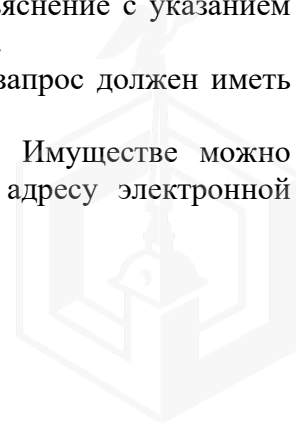 яснение с указанием
запрос должен иметь
Имуществе можно
адресу электронной